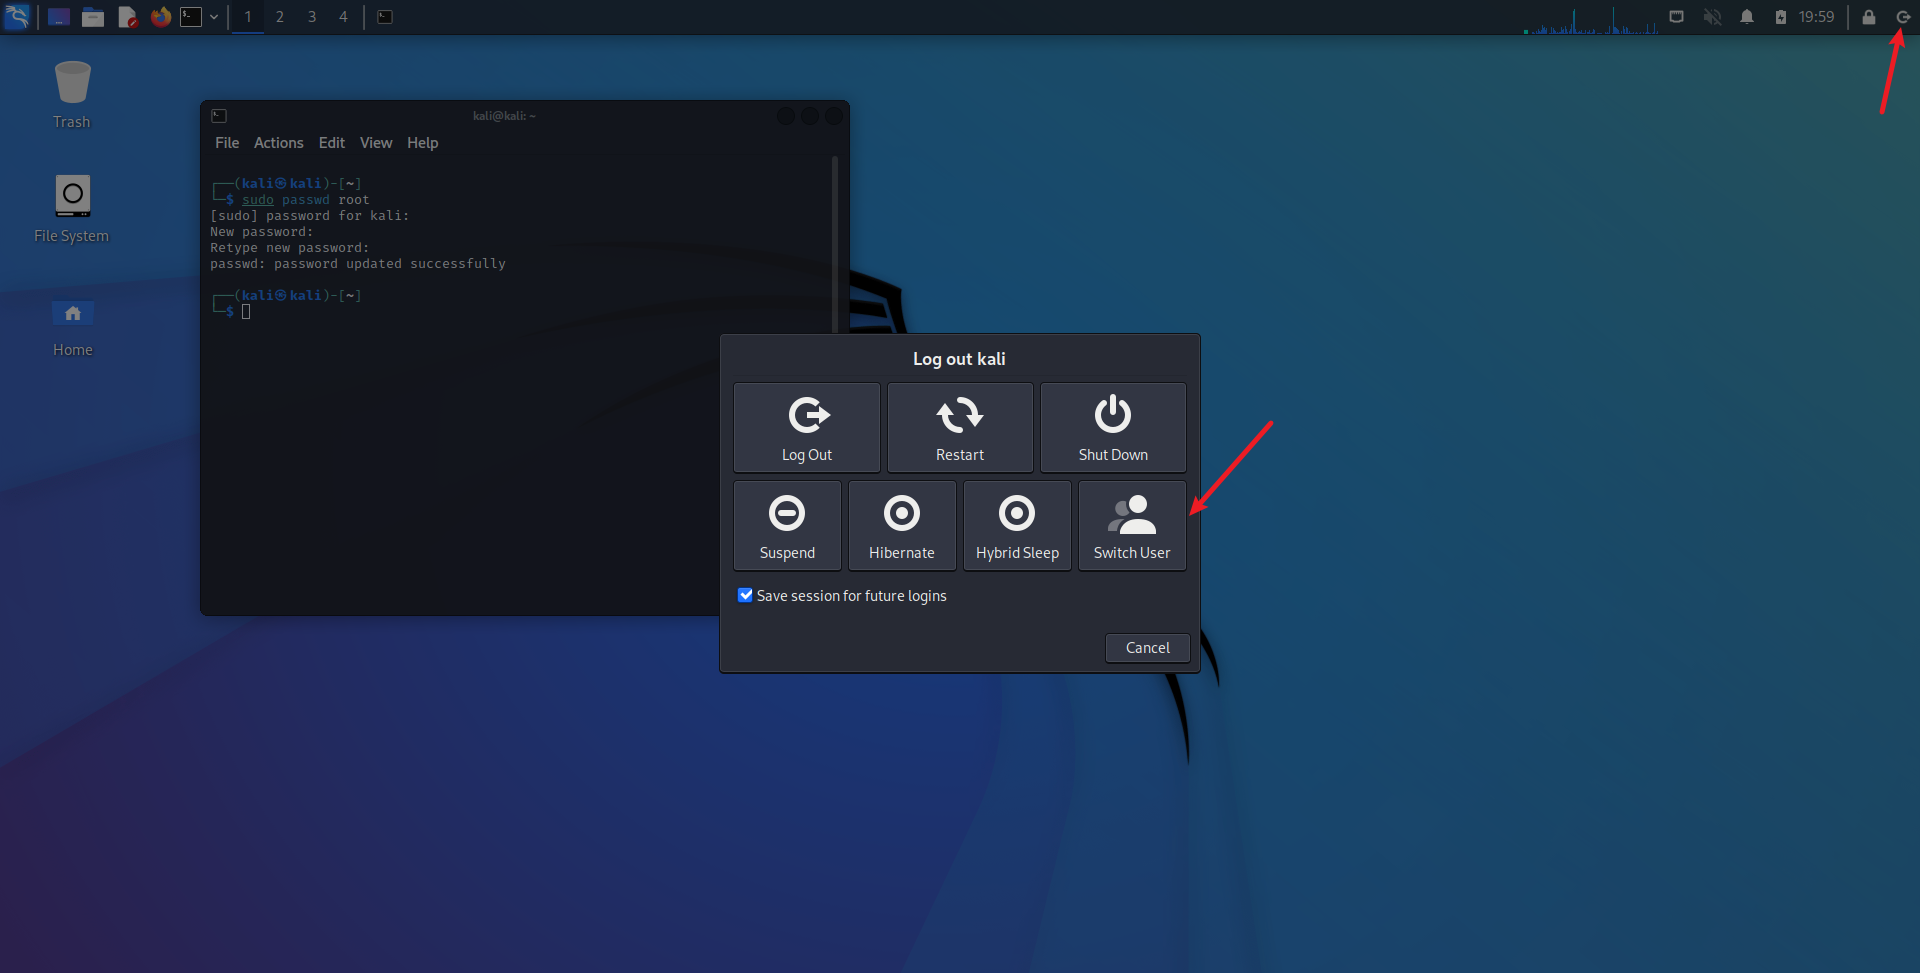 1 2 3 4
19:59
Trash
File System
Home
kali@kali: ~
File Actions Edit View Help
┌──(kali㉿kali)-[~]
└─$ sudo passwd root
[sudo] password for kali:
New password:
Retype new password:
passwd: password updated successfully
┌──(kali㉿kali)-[~]
└─$
Log out kali
Log Out Restart Shut Down
Suspend Hibernate Hybrid Sleep Switch User
Save session for future logins
Cancel